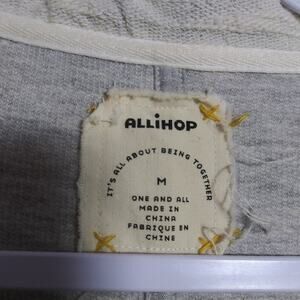 ALLiHOP
IT'S ALL ABOUT BEING TOGETHER
M
ONE AND ALL
MADE IN
CHINA
FABRIQUE EN
CHINE